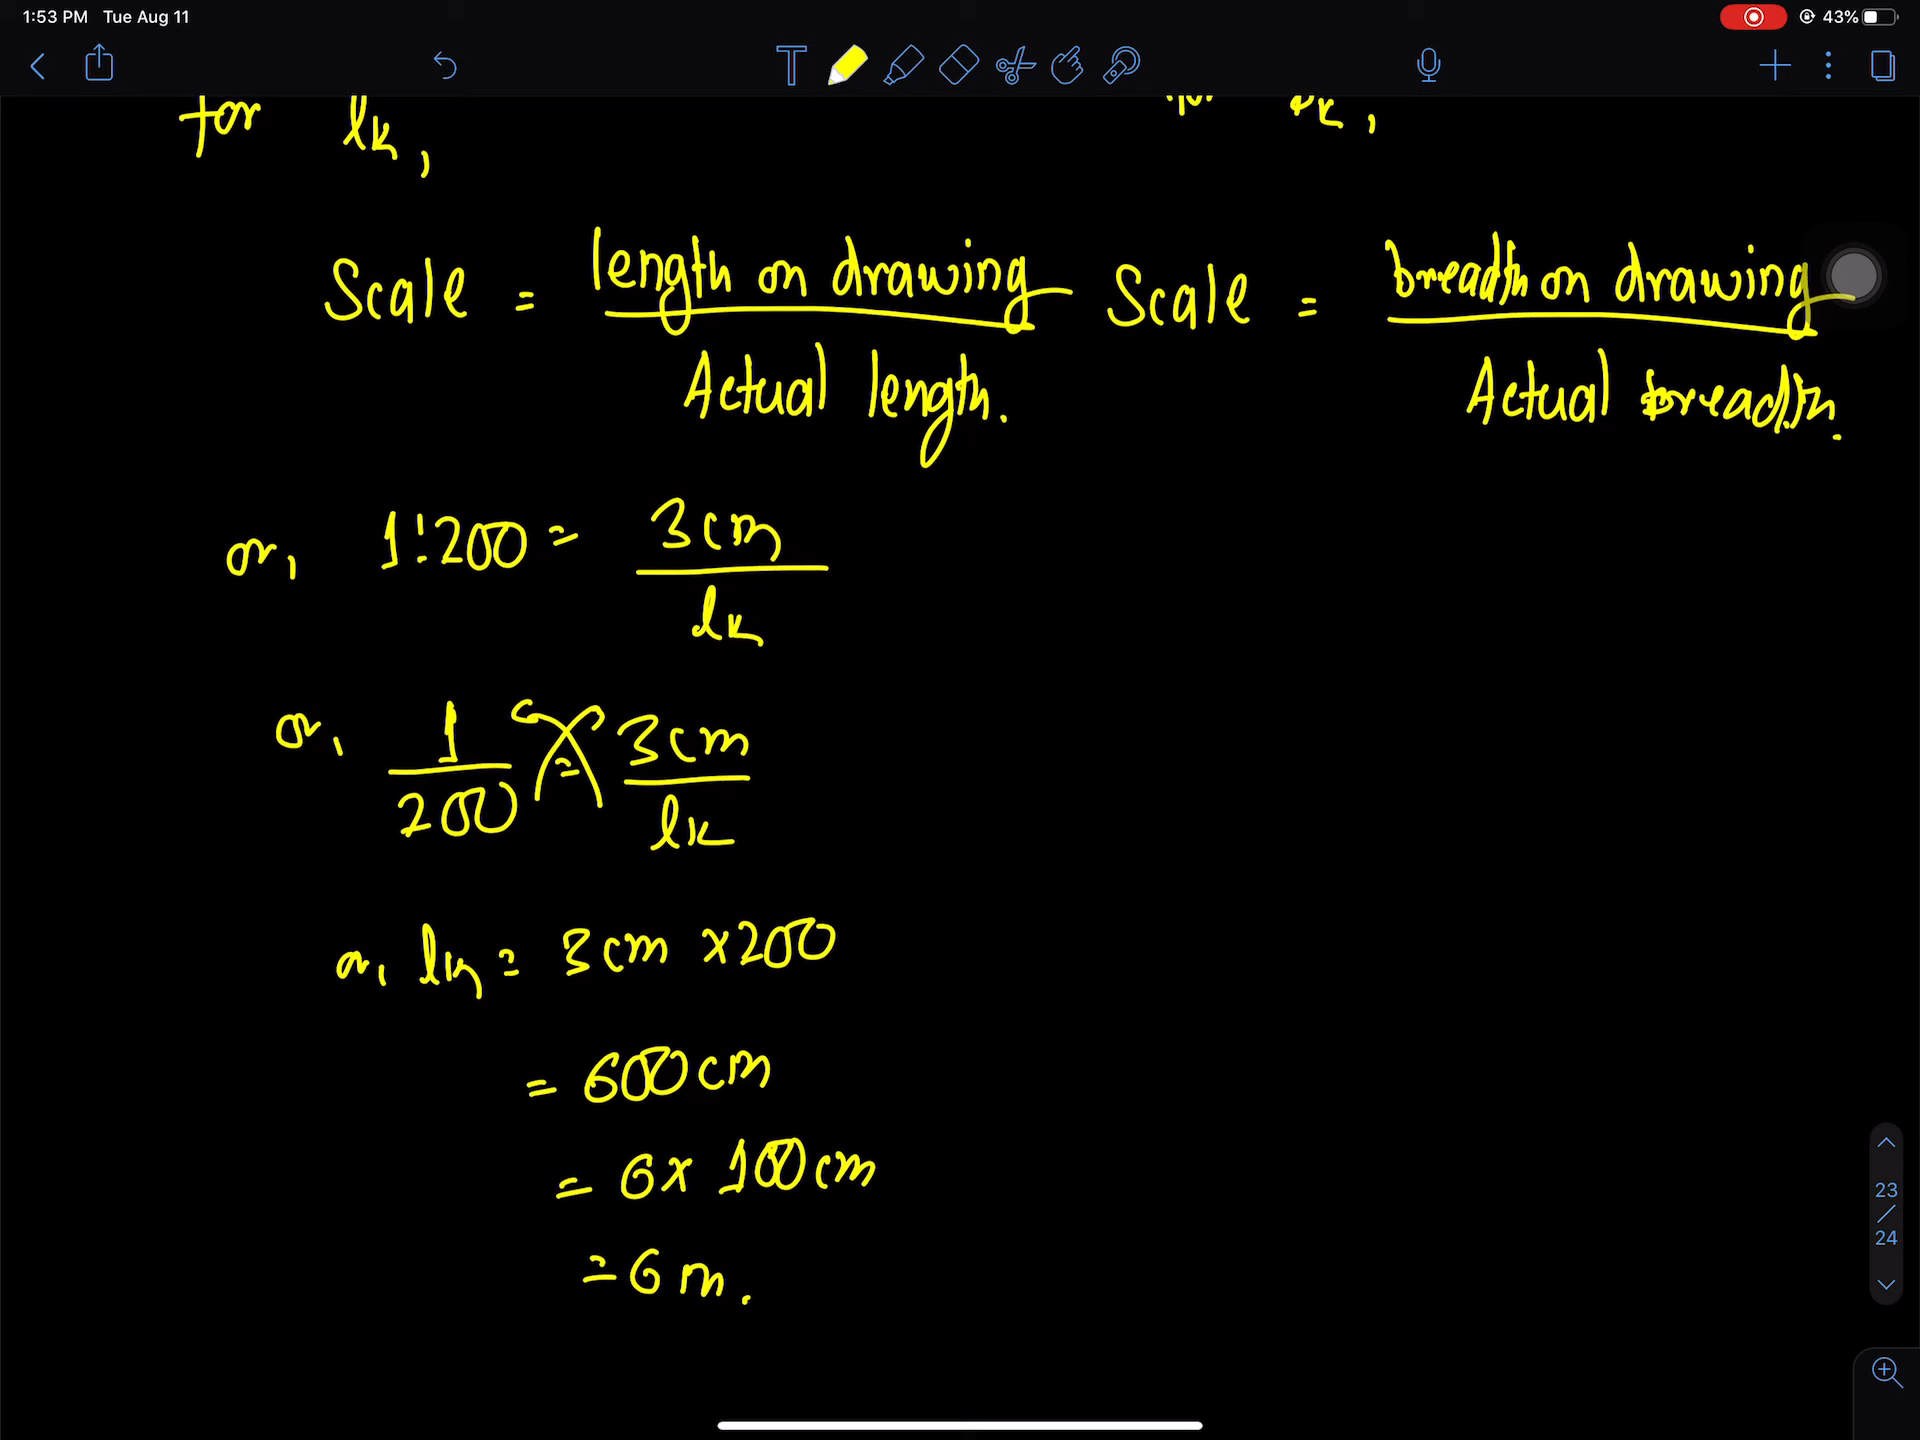 1:53 PM Tue Aug 11
43%
for lk,
Scale = length on drawing / Actual length.
Scale = breadth on drawing / Actual breadth.
or, 1:200 = 3cm / lk
or, 1/200 = 3cm / lk
or, lk = 3cm x200
= 600cm
= 6x 100cm
= 6 m.
23
/
24